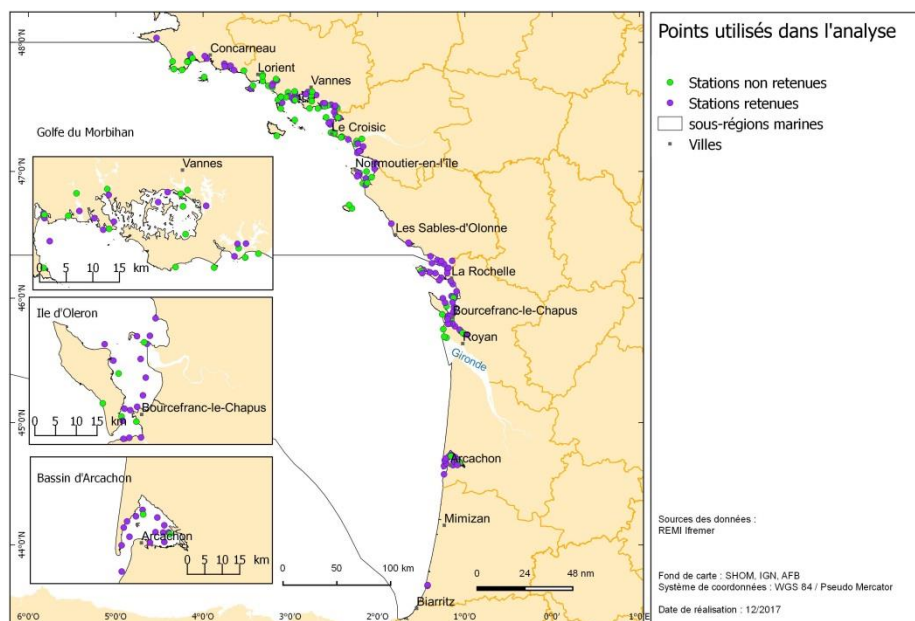 Points utilisés dans l'analyse
Stations non retenues
Stations retenues
sous-régions marines
Villes
Sources des données :
REMI Ifremer
Fond de carte : SHOM, IGN, AFB
Système de coordonnées : WGS 84 / Pseudo Mercator
Date de réalisation : 12/2017
48°0'N
47°0'N
46°0'N
45°0'N
44°0'N
Concarneau
Lorient
Vannes
Le Croisic
Noirmoutier-en-l'île
Les Sables-d'Olonne
La Rochelle
Bourcefranc-le-Chapus
Royan
Gironde
Arcachon
Mimizan
Biarritz
Golfe du Morbihan
Vannes
0 5 10 15 km
Ile d'Oleron
Bourcefranc-le-Chapus
0 5 10 15 km
Bassin d'Arcachon
Arcachon
0 5 10 15 km
0 50 100 km
0 24 48 nm
6°0'O 5°0'O 4°0'O 3°0'O 2°0'O 1°0'O 0°0' 1°0'E